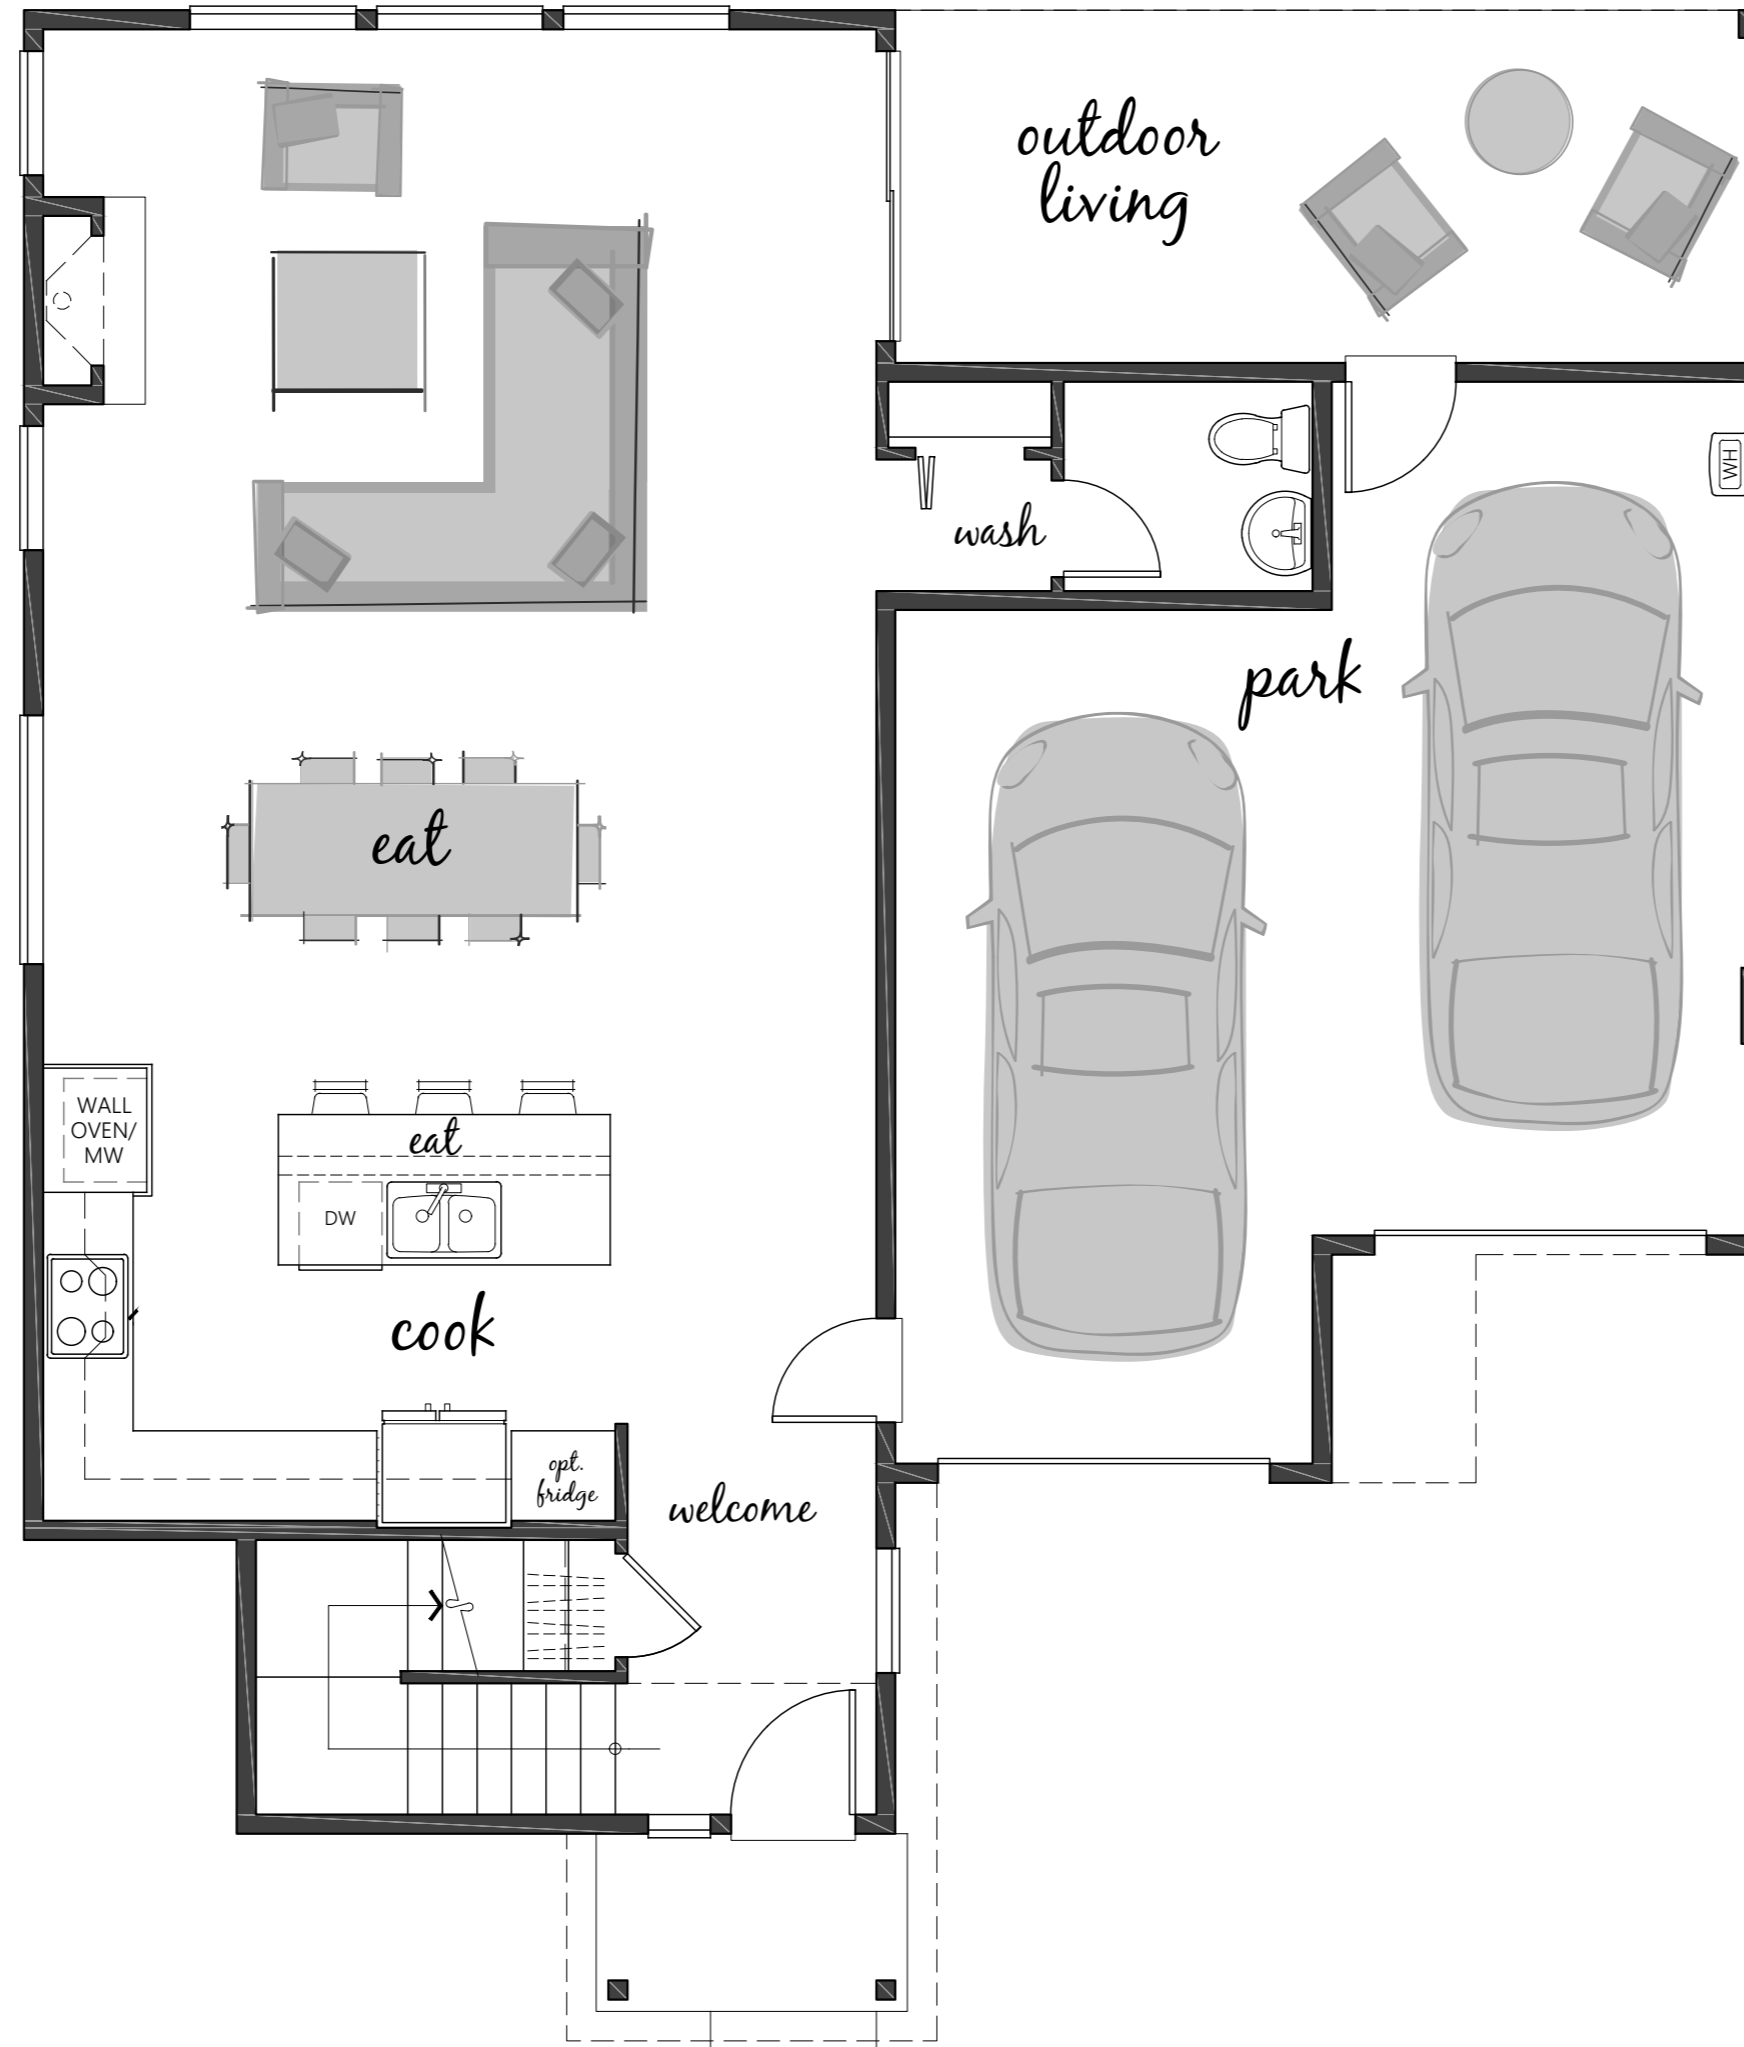 outdoor
living
WH
wash
park
eat
WALL
OVEN/
MW
eat
DW
cook
opt.
fridge
welcome